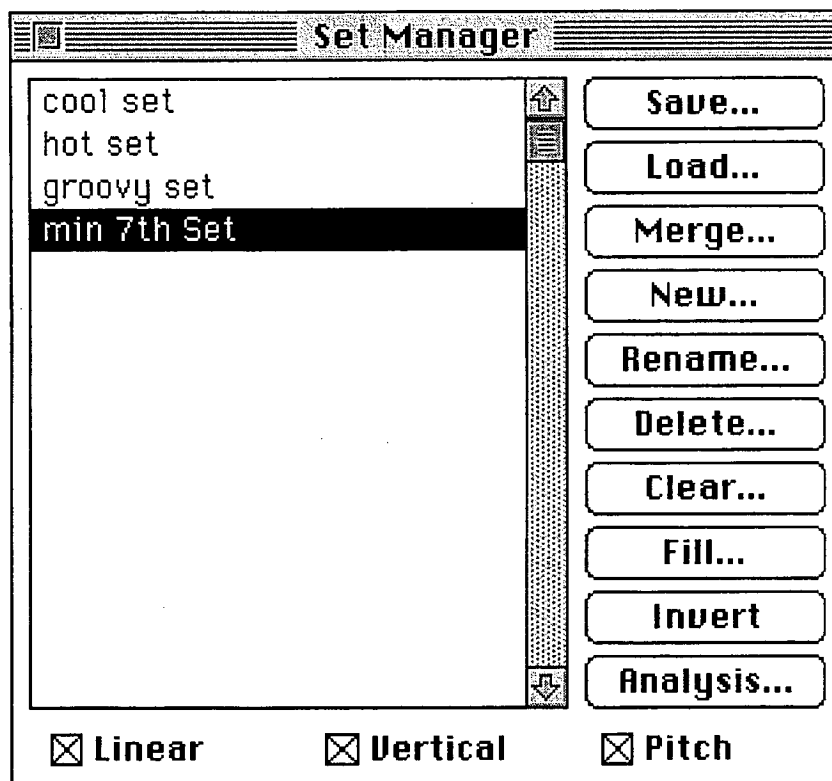 Set Manager
cool set
hot set
groovy set
min 7th Set
Save...
Load...
Merge...
New...
Rename...
Delete...
Clear...
Fill...
Invert
Analysis...
Linear Vertical Pitch